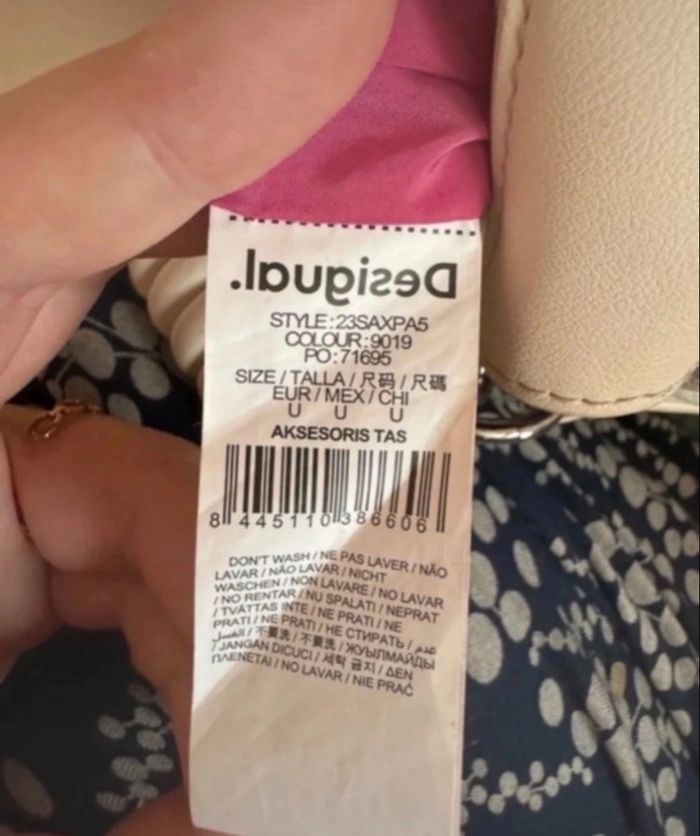 Desigual.
STYLE:23SAXPA5
COLOUR:9019
PO:71695
SIZE/TALLA/尺码/尺碼
EUR/MEX/CHI
U U U
AKSESORIS TAS
8 445110 386606
DON'T WASH/NE PAS LAVER/NÃO
LAVAR/NÃO LAVAR/NICHT
WASCHEN/NON LAVARE/NO LAVAR
/NO RENTAR/NU SPALATI/NEPRAT
/TVÄTTAS INTE/NE PRATI/NE
PRATI/NE PRATI/НЕ СТИРАТЬ/عدم
الغسل/不要洗/不要洗/ЖУЫЛМАЙДЫ
/JANGAN DICUCI/세탁 금지/ΔΕΝ
ΠΛΕΝΕΤΑΙ/NO LAVAR/NIE PRAĆ